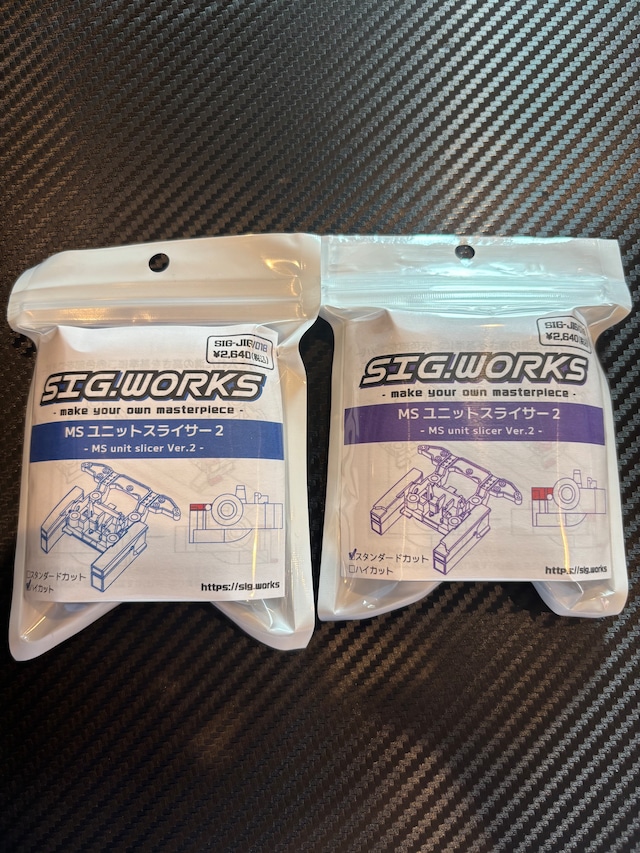 SIG-JIG/018
¥2,640(税込)
SIG.WORKS
- make your own masterpiece -
MS ユニットスライサー2
- MS unit slicer Ver.2 -
□スタンダードカット
☑ハイカット
https://sig.works
¥2,640
SIG.WORKS
- make your own masterpiece -
MS ユニットスライサー2
- MS unit slicer Ver.2 -
☑スタンダードカット
□ハイカット
https://sig.works